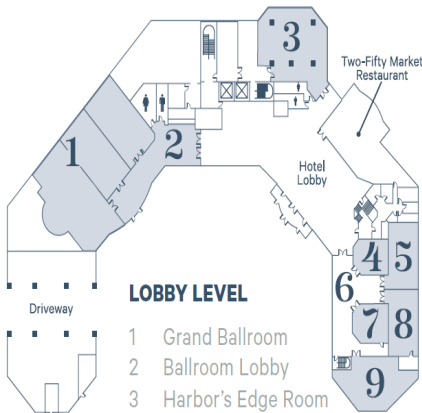 3
Two-Fifty Market
Restaurant
1
2
Hotel
Lobby
4
5
6
Driveway
7
8
9
LOBBY LEVEL
1 Grand Ballroom
2 Ballroom Lobby
3 Harbor's Edge Room